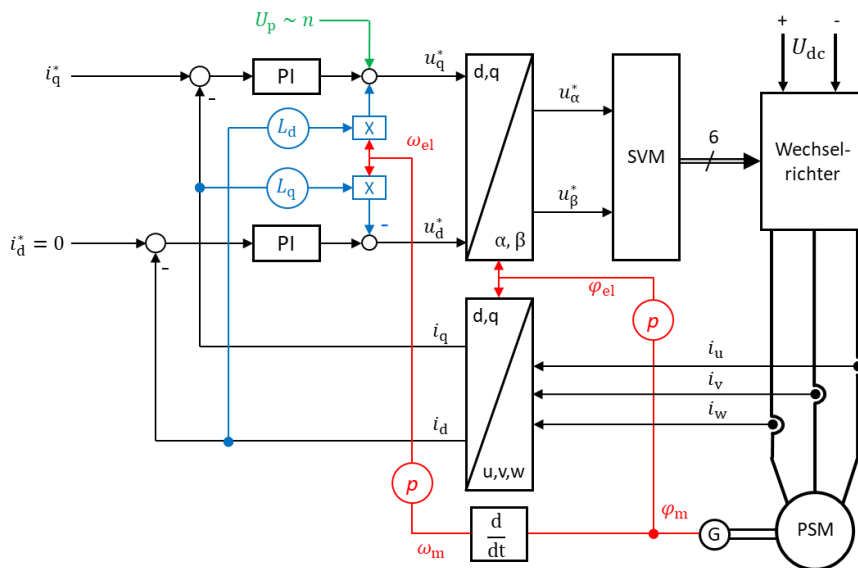 U_p ~ n
+ -
U_dc
i_q^*
-
PI
u_q^*
d,q
α, β
u_α^*
u_β^*
SVM
6
Wechsel-
richter
L_d
X
ω_el
L_q
X
-
i_d^* = 0
-
PI
u_d^*
φ_el
p
d,q
u,v,w
i_q
i_d
i_u
i_v
i_w
p
ω_m
d
dt
φ_m
G
PSM